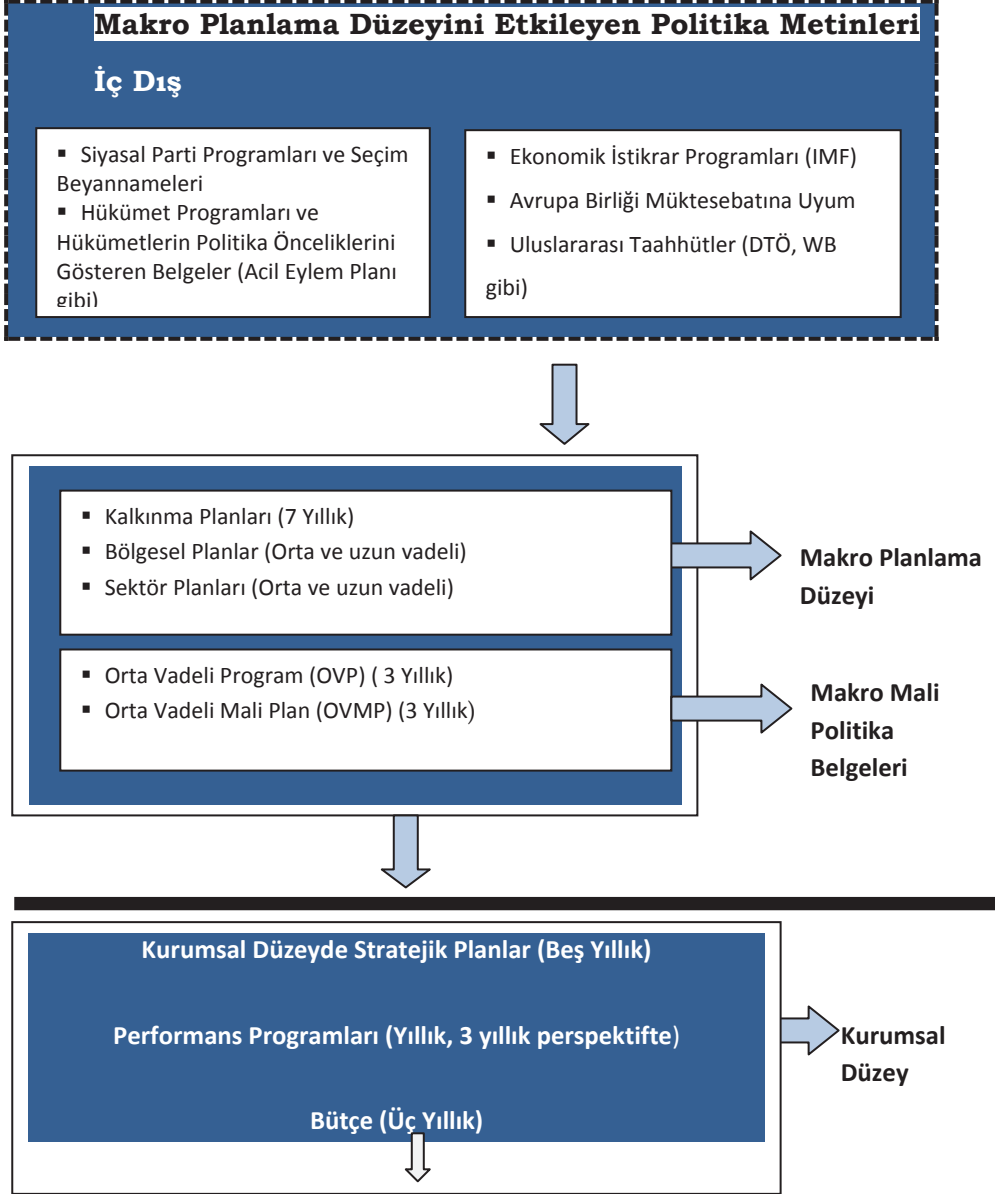 Makro Planlama Düzeyini Etkileyen Politika Metinleri
İç Dış
▪ Siyasal Parti Programları ve Seçim
Beyannameleri
▪ Hükümet Programları ve
Hükümetlerin Politika Önceliklerini
Gösteren Belgeler (Acil Eylem Planı
gibi)
▪ Ekonomik İstikrar Programları (IMF)
▪ Avrupa Birliği Müktesebatına Uyum
▪ Uluslararası Taahhütler (DTÖ, WB
gibi)
▪ Kalkınma Planları (7 Yıllık)
▪ Bölgesel Planlar (Orta ve uzun vadeli)
▪ Sektör Planları (Orta ve uzun vadeli)
Makro Planlama
Düzeyi
▪ Orta Vadeli Program (OVP) ( 3 Yıllık)
▪ Orta Vadeli Mali Plan (OVMP) (3 Yıllık)
Makro Mali
Politika
Belgeleri
Kurumsal Düzeyde Stratejik Planlar (Beş Yıllık)
Performans Programları (Yıllık, 3 yıllık perspektifte)
Bütçe (Üç Yıllık)
Kurumsal
Düzey